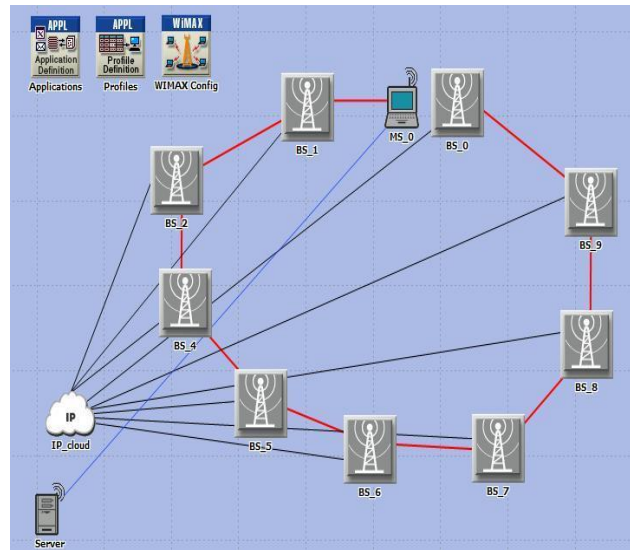 APPL
Application
Definition
Applications
APPL
Profile
Definition
Profiles
WiMAX
WIMAX Config
BS_1
MS_0
BS_0
BS_2
BS_9
BS_4
BS_8
IP
IP_cloud
BS_5
BS_6
BS_7
Server